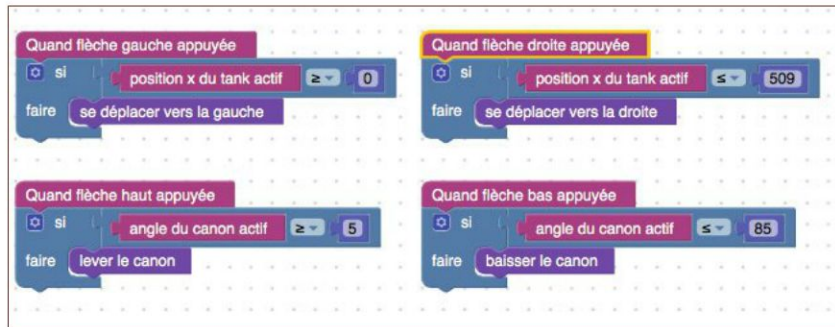 Quand flèche gauche appuyée
si position x du tank actif ≥ 0
faire se déplacer vers la gauche
Quand flèche droite appuyée
si position x du tank actif ≤ 509
faire se déplacer vers la droite
Quand flèche haut appuyée
si angle du canon actif ≥ 5
faire lever le canon
Quand flèche bas appuyée
si angle du canon actif ≤ 85
faire baisser le canon